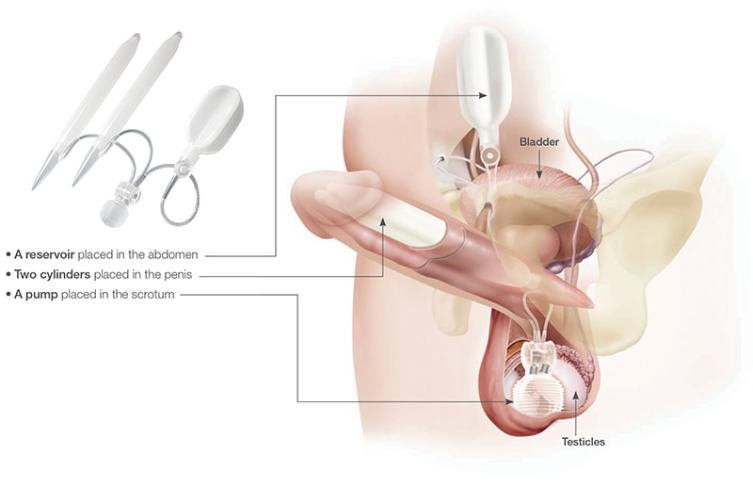 Bladder
• A reservoir placed in the abdomen
• Two cylinders placed in the penis
• A pump placed in the scrotum
Testicles